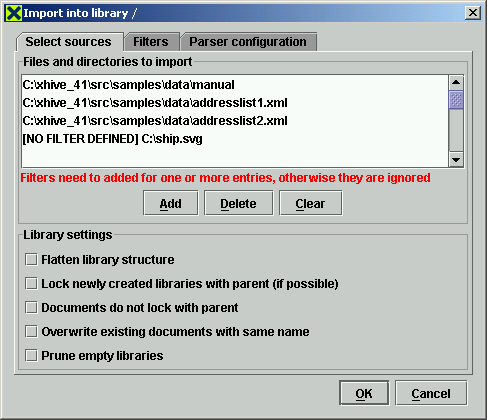 Import into library /
Select sources Filters Parser configuration
Files and directories to import
C:\xhive_41\src\samples\data\manual
C:\xhive_41\src\samples\data\addresslist1.xml
C:\xhive_41\src\samples\data\addresslist2.xml
[NO FILTER DEFINED] C:\ship.svg
Filters need to added for one or more entries, otherwise they are ignored
Add Delete Clear
Library settings
Flatten library structure
Lock newly created libraries with parent (if possible)
Documents do not lock with parent
Overwrite existing documents with same name
Prune empty libraries
OK Cancel